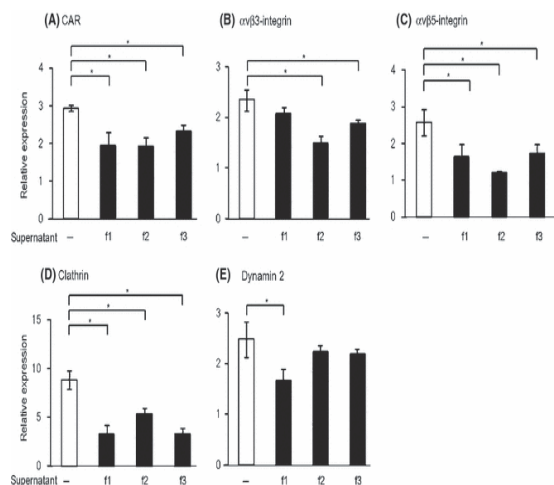 (A) CAR
Relative expression
4
3
2
1
0
*
*
*
Supernatant – f1 f2 f3
(B) αvβ3-integrin
3
2
1
0
*
*
– f1 f2 f3
(C) αvβ5-integrin
4
3
2
1
0
*
*
*
– f1 f2 f3
(D) Clathrin
Relative expression
15
10
5
0
*
*
*
Supernatant – f1 f2 f3
(E) Dynamin 2
3
2
1
0
*
– f1 f2 f3